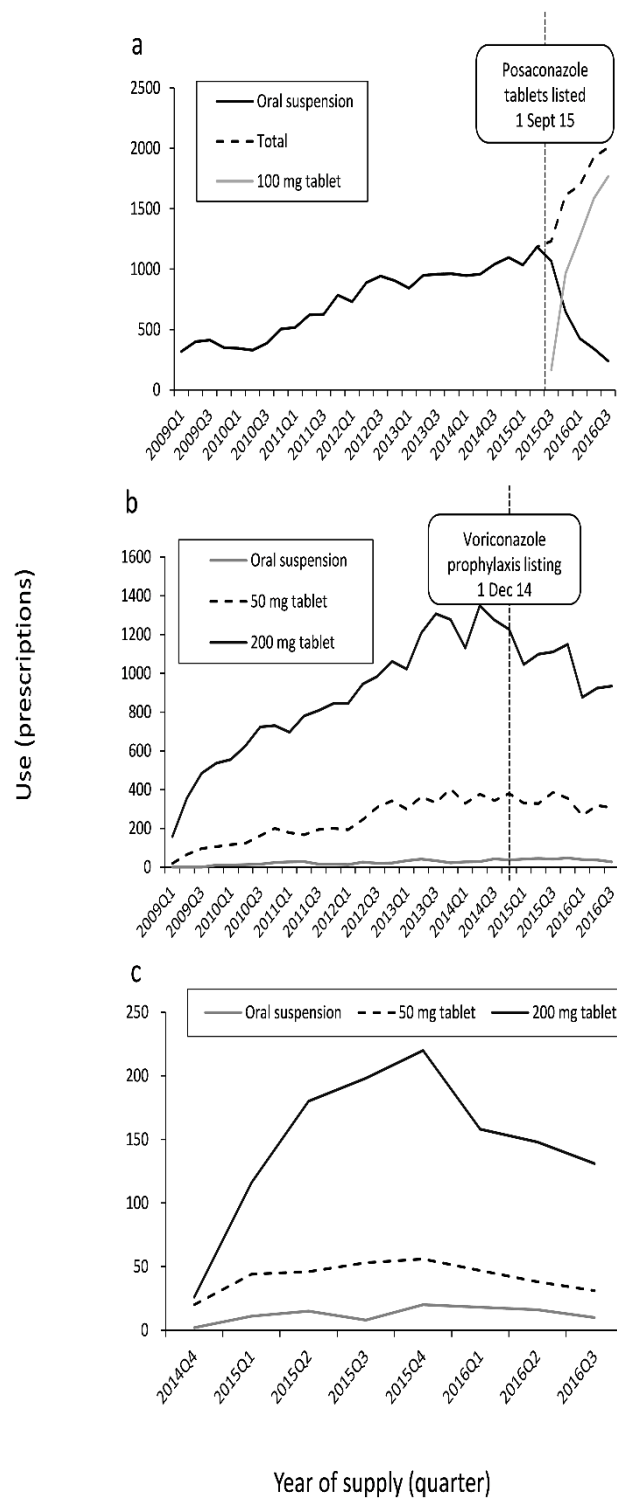 a
Posaconazole
tablets listed
1 Sept 15
2500
2000
1500
1000
500
0
Oral suspension
Total
100 mg tablet
2009Q1
2009Q3
2010Q1
2010Q3
2011Q1
2011Q3
2012Q1
2012Q3
2013Q1
2013Q3
2014Q1
2014Q3
2015Q1
2015Q3
2016Q1
2016Q3
b
Voriconazole
prophylaxis listing
1 Dec 14
1600
1400
1200
1000
800
600
400
200
0
Oral suspension
50 mg tablet
200 mg tablet
2009Q1
2009Q3
2010Q1
2010Q3
2011Q1
2011Q3
2012Q1
2012Q3
2013Q1
2013Q3
2014Q1
2014Q3
2015Q1
2015Q3
2016Q1
2016Q3
Use (prescriptions)
c
Oral suspension 50 mg tablet 200 mg tablet
250
200
150
100
50
0
2014Q4
2015Q1
2015Q2
2015Q3
2015Q4
2016Q1
2016Q2
2016Q3
Year of supply (quarter)